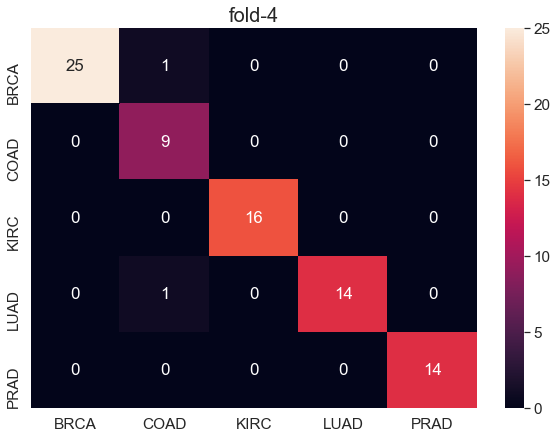 fold-4
BRCA 25 1 0 0 0
COAD 0 9 0 0 0
KIRC 0 0 16 0 0
LUAD 0 1 0 14 0
PRAD 0 0 0 0 14
BRCA COAD KIRC LUAD PRAD
25
20
15
10
5
0